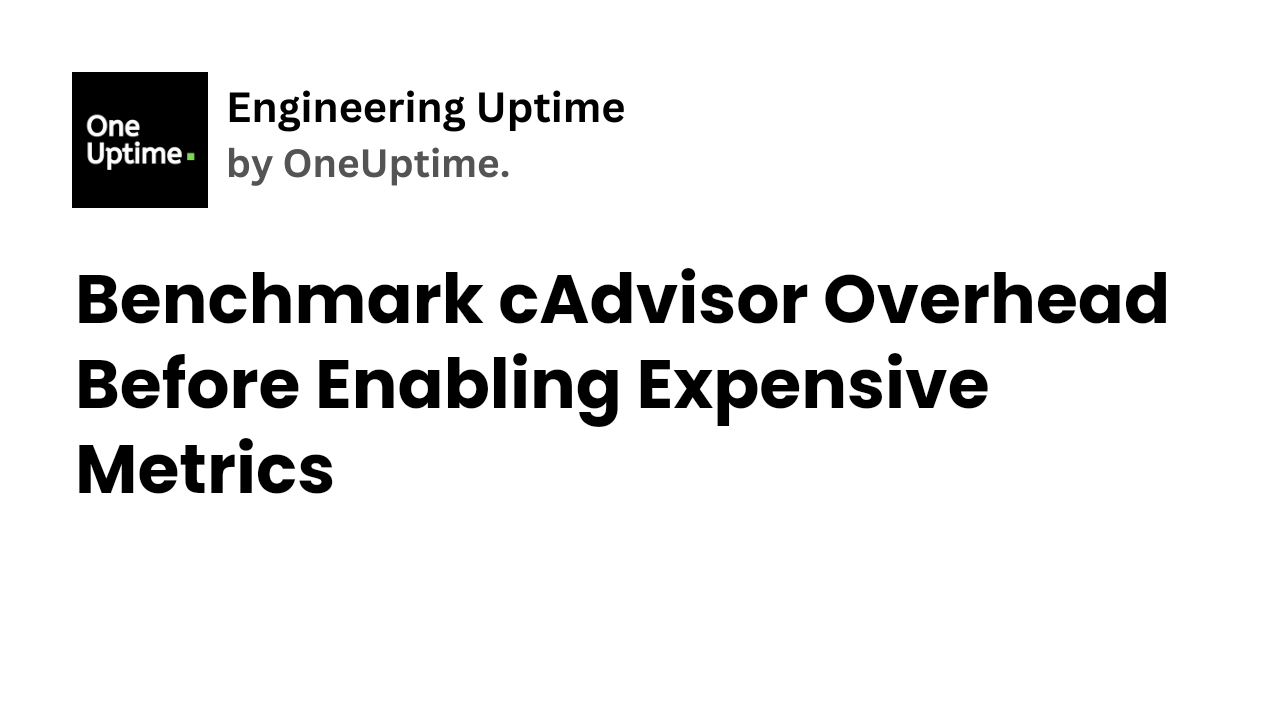 One
Uptime
Engineering Uptime
by OneUptime.
Benchmark cAdvisor Overhead
Before Enabling Expensive
Metrics